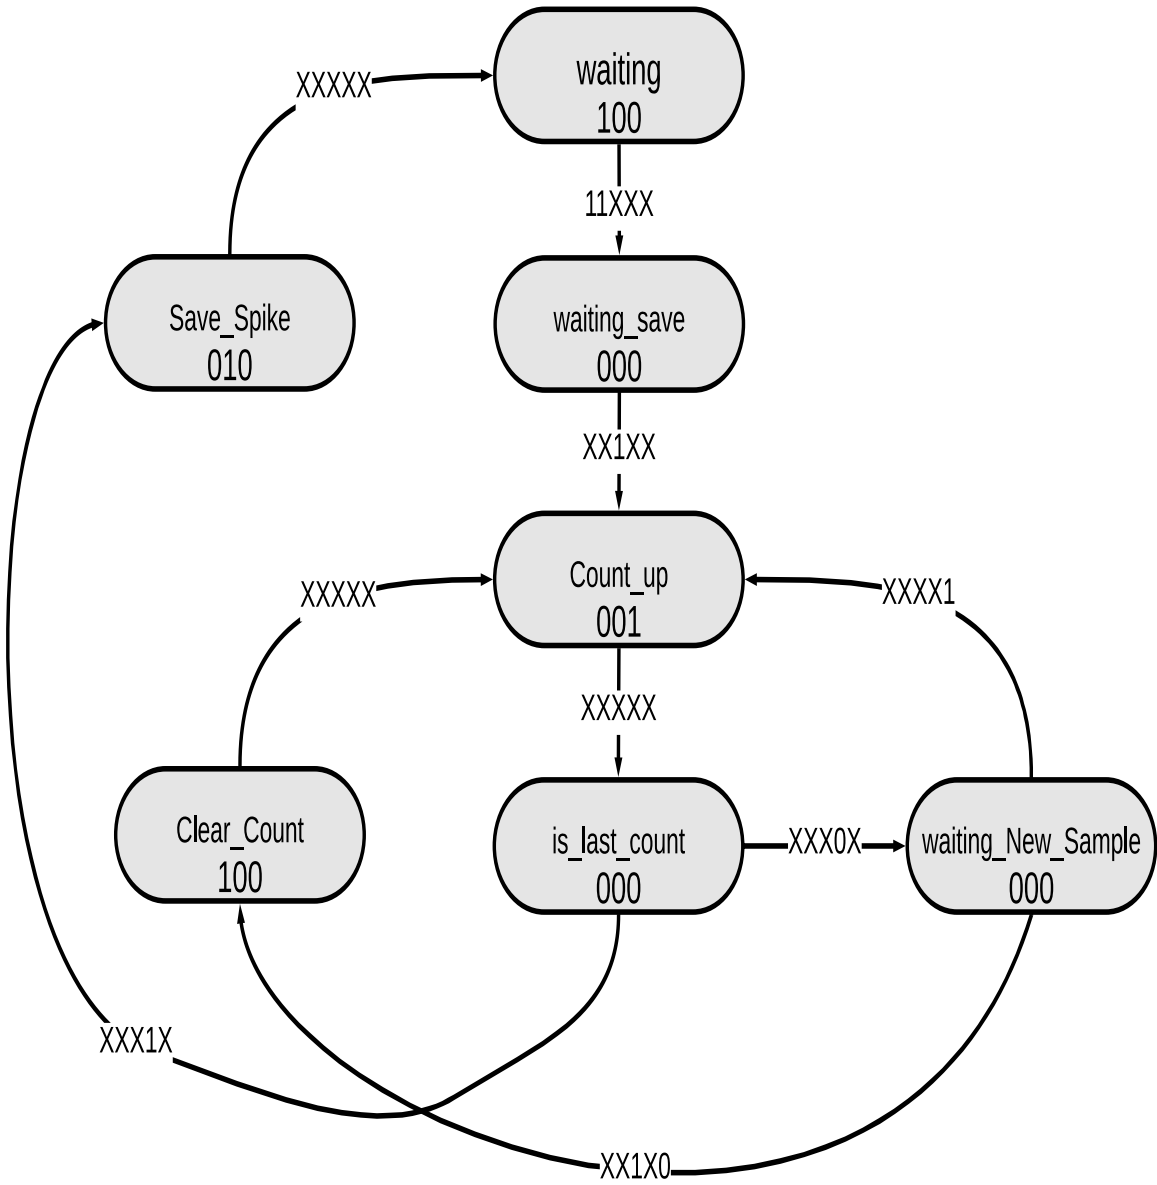 waiting
100
XXXXX
11XXX
Save_Spike
010
waiting_save
000
XX1XX
Count_up
001
XXXXX
XXXX1
XXXXX
Clear_Count
100
is_last_count
000
XXX0X
waiting_New_Sample
000
XXX1X
XX1X0